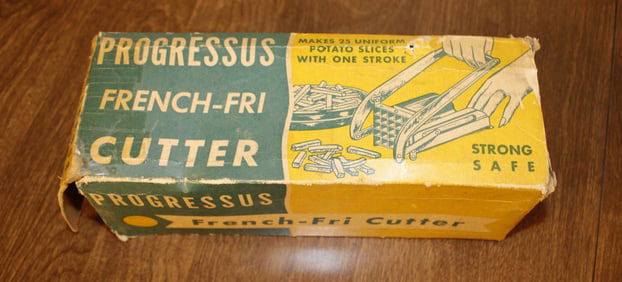 PROGRESSUS
FRENCH-FRI
CUTTER
MAKES 25 UNIFORM
POTATO SLICES
WITH ONE STROKE
STRONG
SAFE
PROGRESSUS
French-Fri Cutter